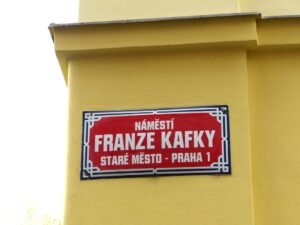 NÁMĚSTÍ
FRANZE KAFKY
STARÉ MĚSTO - PRAHA 1